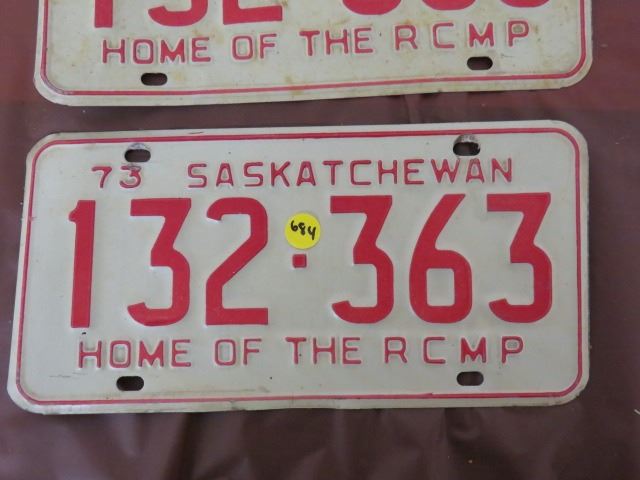 HOME OF THE RCMP
73 SASKATCHEWAN
132·363
684
HOME OF THE RCMP